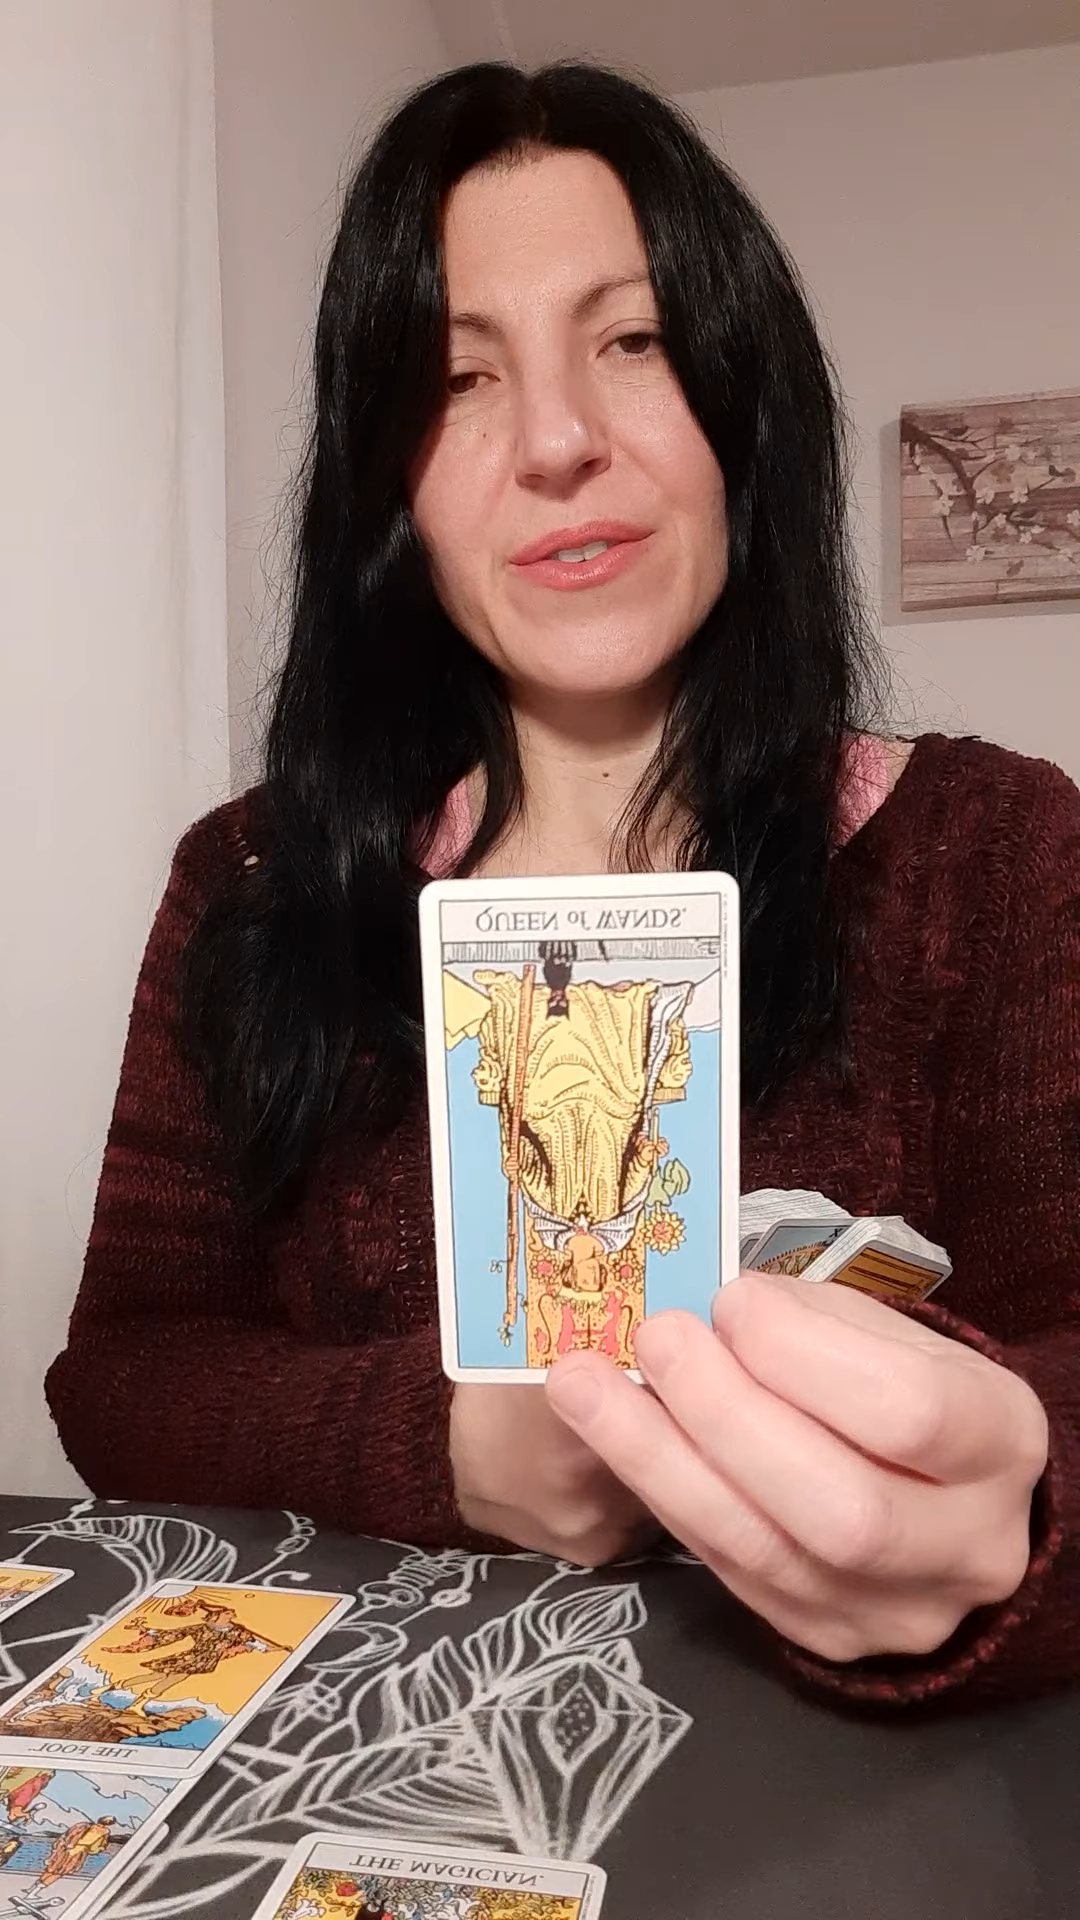 QUEEN of WANDS.
THE FOOL.
THE MAGICIAN.